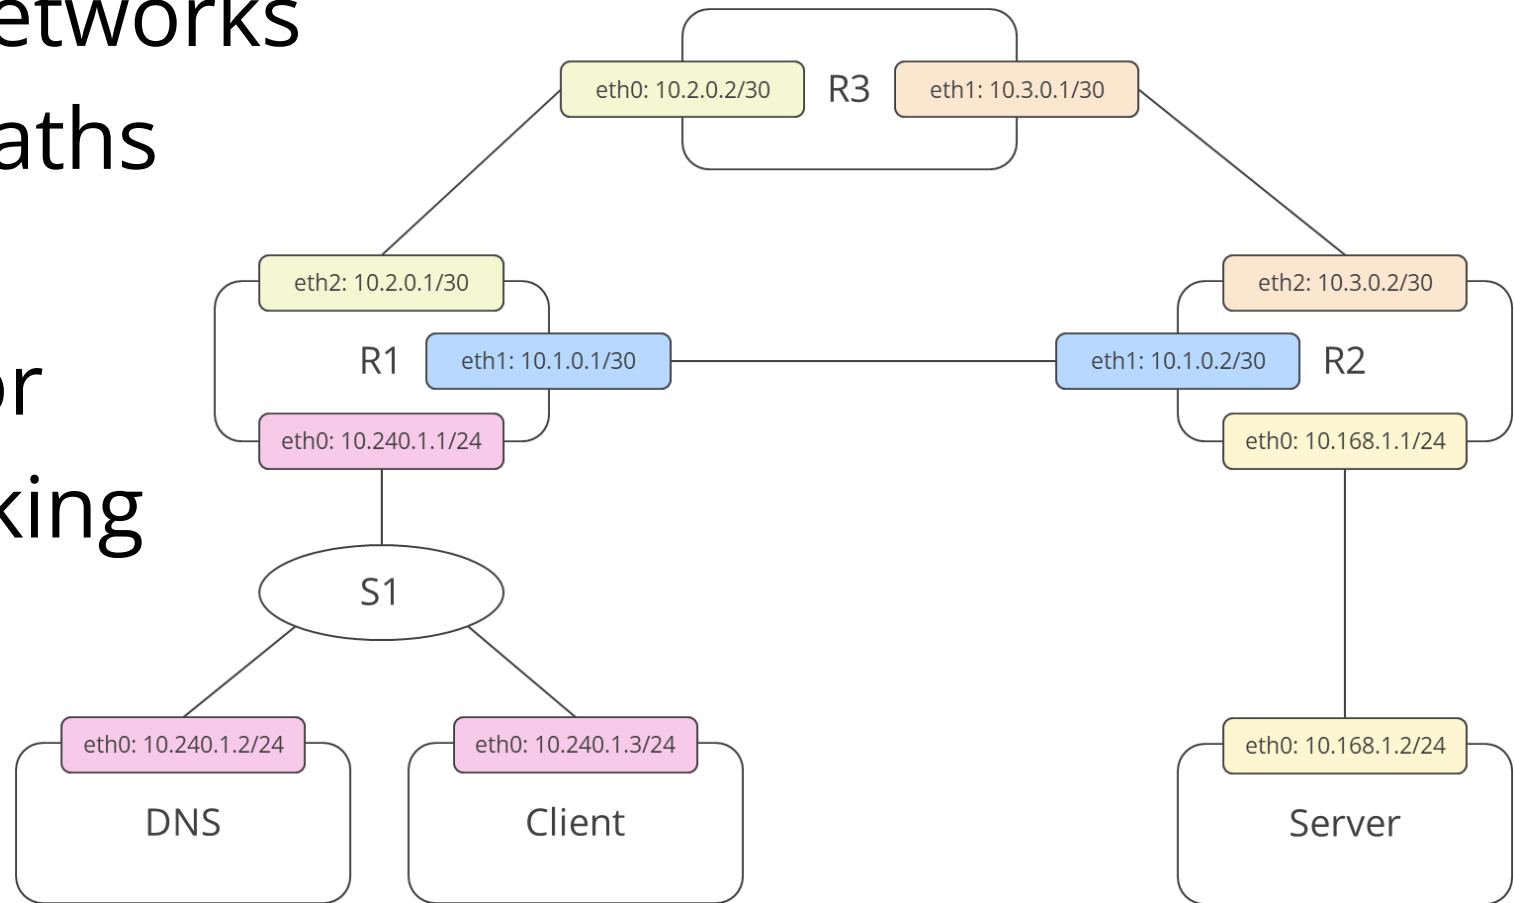 etworks
aths
or
king
eth0: 10.2.0.2/30
R3
eth1: 10.3.0.1/30
eth2: 10.2.0.1/30
R1
eth1: 10.1.0.1/30
eth0: 10.240.1.1/24
eth2: 10.3.0.2/30
eth1: 10.1.0.2/30
R2
eth0: 10.168.1.1/24
S1
eth0: 10.240.1.2/24
DNS
eth0: 10.240.1.3/24
Client
eth0: 10.168.1.2/24
Server